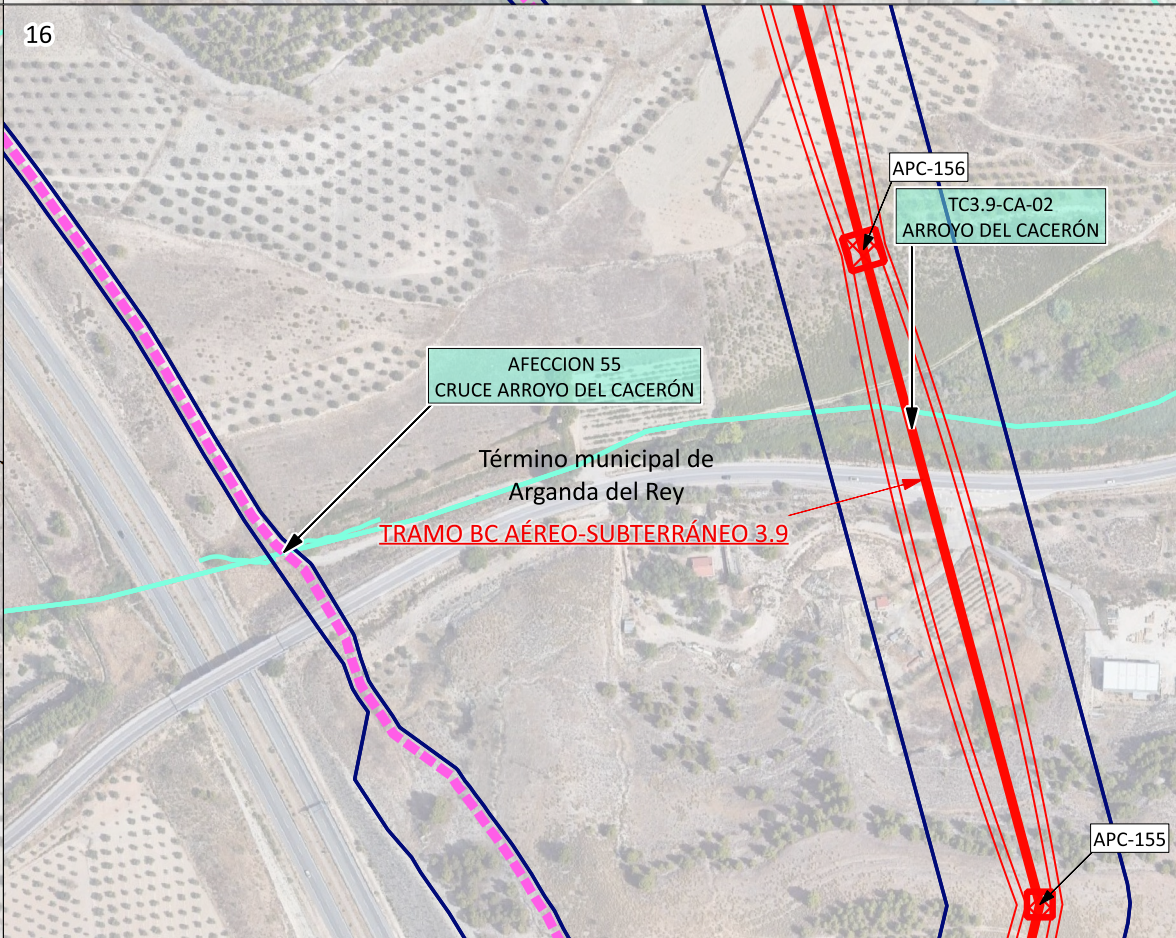 16
APC-156
TC3.9-CA-02
ARROYO DEL CACERÓN
AFECCION 55
CRUCE ARROYO DEL CACERÓN
Término municipal de
Arganda del Rey
TRAMO BC AÉREO-SUBTERRÁNEO 3.9
APC-155